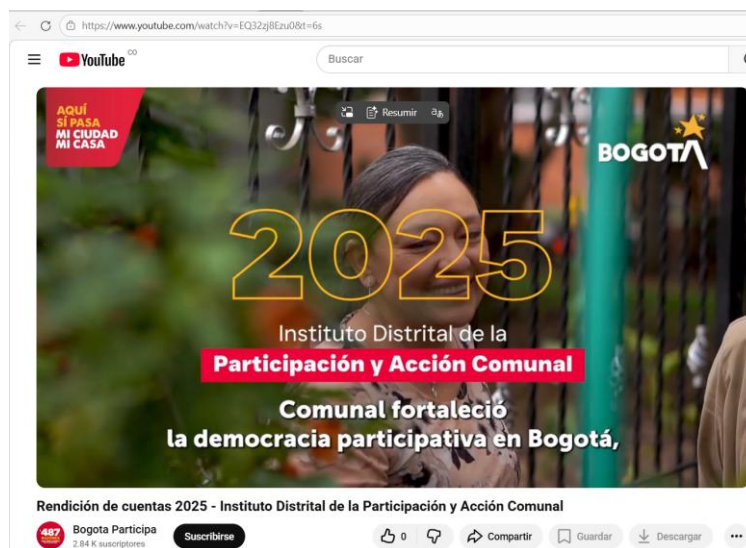 https://www.youtube.com/watch?v=EQ32zj8Ezu0&t=6s
YouTube CO
Buscar
AQUÍ
SÍ PASA
MI CIUDAD
MI CASA
Resumir
BOGOTÁ
2025
Instituto Distrital de la
Participación y Acción Comunal
Comunal fortaleció
la democracia participativa en Bogotá,
Rendición de cuentas 2025 - Instituto Distrital de la Participación y Acción Comunal
487
Bogota Participa
2.84 K suscriptores
Suscribirse
0
Compartir
Guardar
Descargar